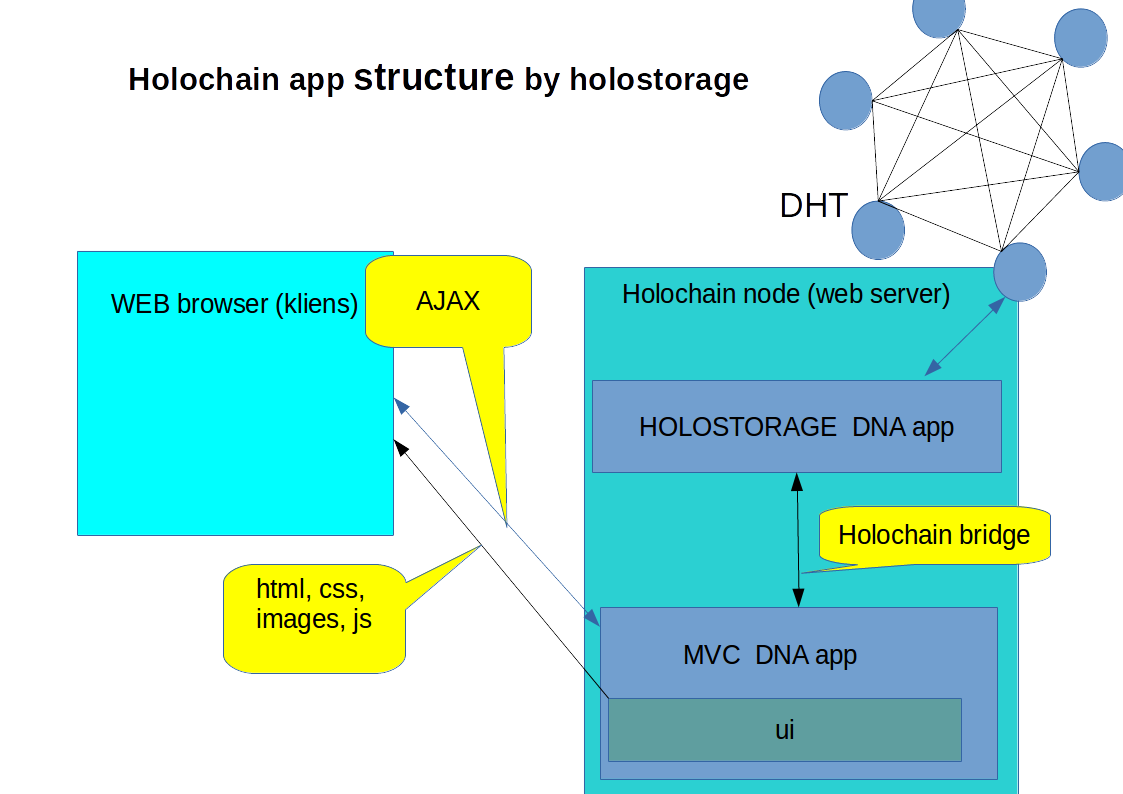 Holochain app structure by holostorage
DHT
WEB browser (kliens)
AJAX
Holochain node (web server)
HOLOSTORAGE DNA app
Holochain bridge
html, css,
images, js
MVC DNA app
ui